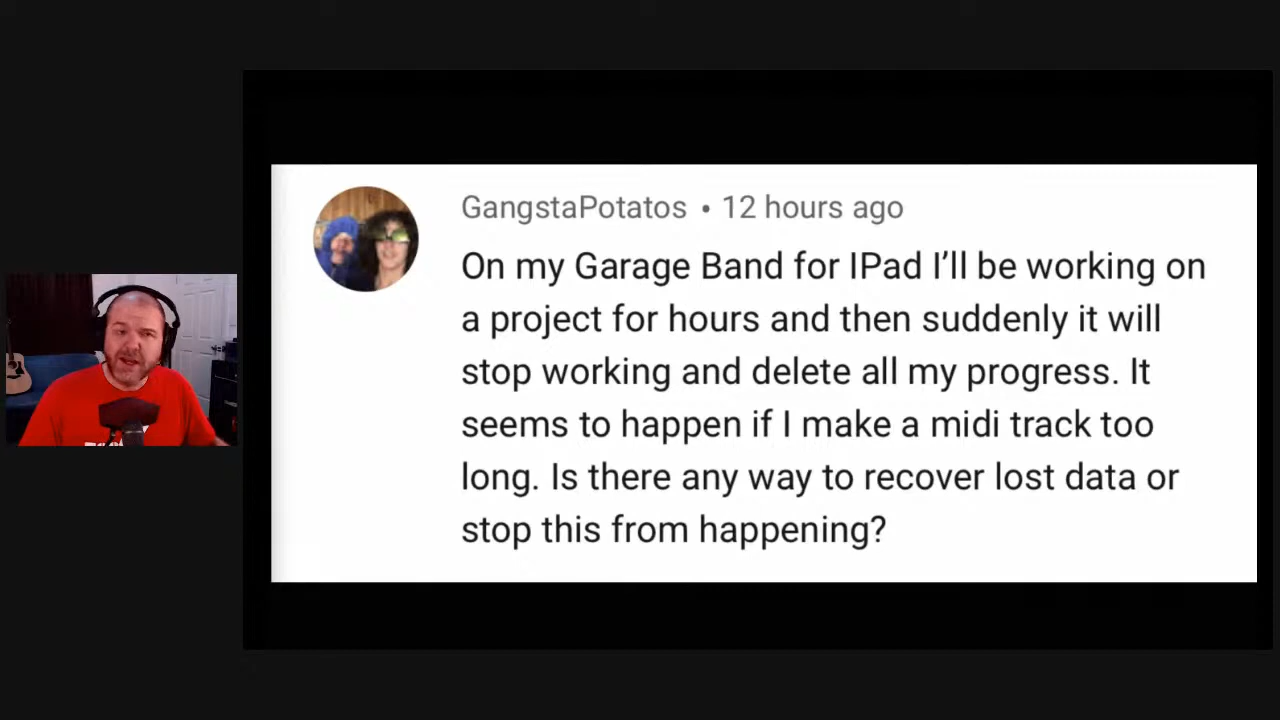 GangstaPotatos • 12 hours ago
On my Garage Band for IPad I’ll be working on
a project for hours and then suddenly it will
stop working and delete all my progress. It
seems to happen if I make a midi track too
long. Is there any way to recover lost data or
stop this from happening?